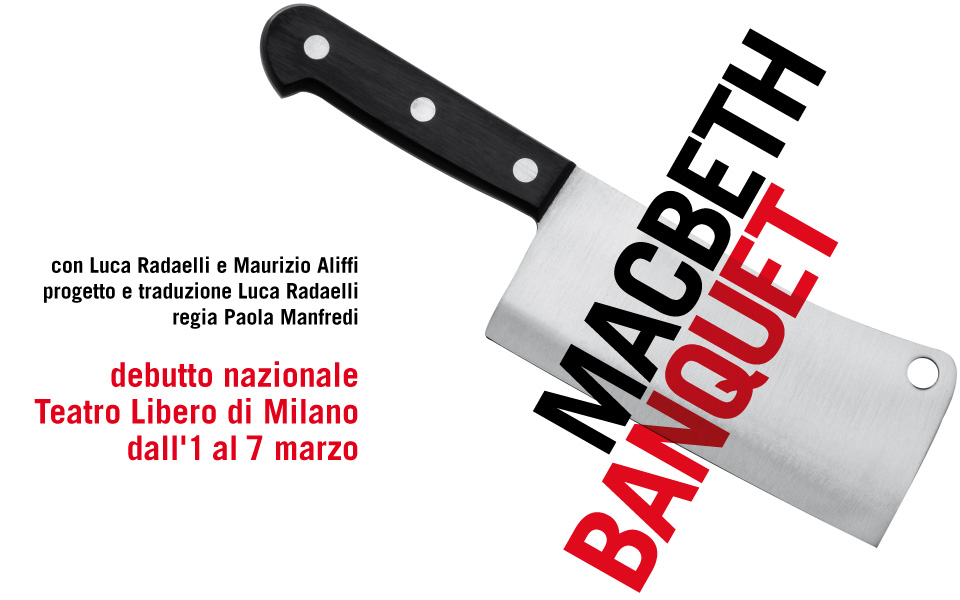 MACBETH
BANQUET
con Luca Radaelli e Maurizio Aliffi
progetto e traduzione Luca Radaelli
regia Paola Manfredi
debutto nazionale
Teatro Libero di Milano
dall'1 al 7 marzo